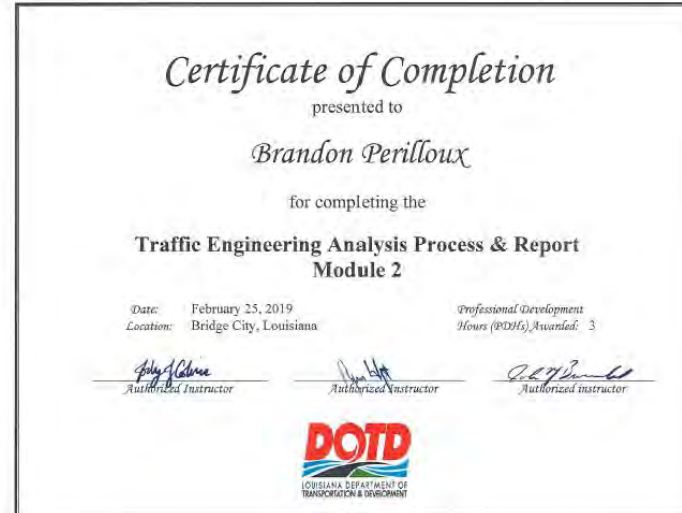 Certificate of Completion
presented to
Brandon Perilloux
for completing the
Traffic Engineering Analysis Process & Report
Module 2
Date: February 25, 2019
Location: Bridge City, Louisiana
Professional Development
Hours (PDHs) Awarded: 3
Authorized Instructor
Authorized Instructor
Authorized instructor
DOTD
LOUISIANA DEPARTMENT OF
TRANSPORTATION & DEVELOPMENT